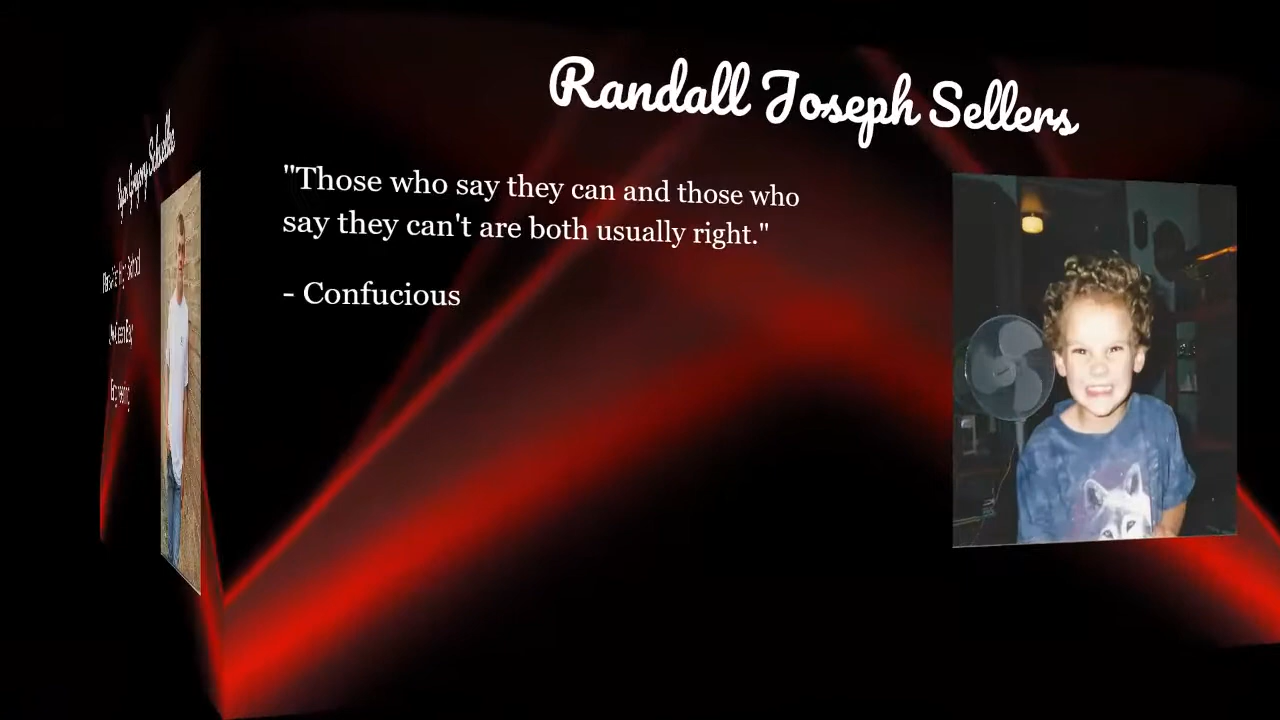 Randall Joseph Sellers
"Those who say they can and those who
say they can't are both usually right."
- Confucious
Engineering